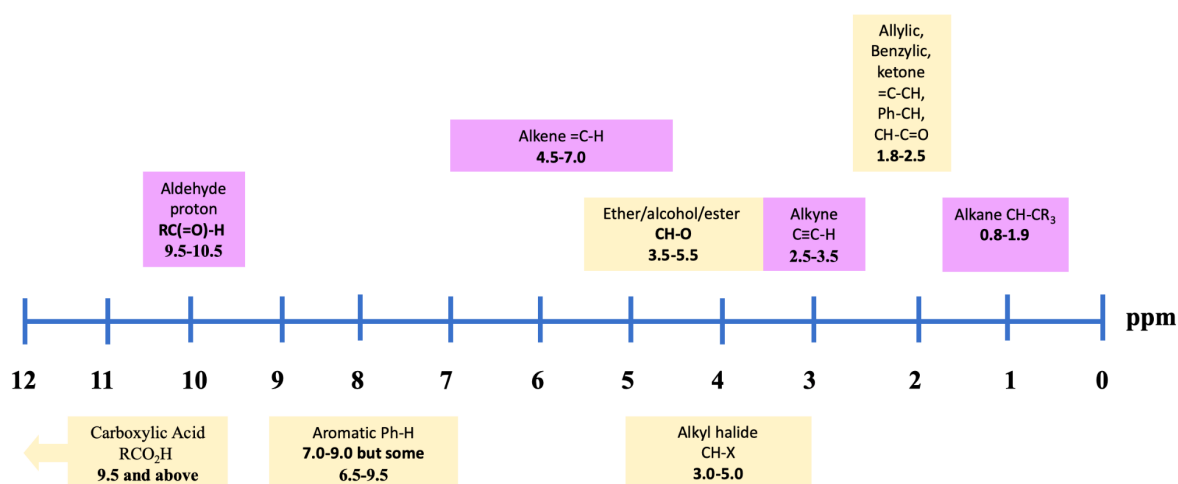 Allylic,
Benzylic,
ketone
=C-CH,
Ph-CH,
CH-C=O
1.8-2.5
Alkene =C-H
4.5-7.0
Aldehyde
proton
RC(=O)-H
9.5-10.5
Ether/alcohol/ester
CH-O
3.5-5.5
Alkyne
C≡C-H
2.5-3.5
Alkane CH-CR₃
0.8-1.9
ppm
12 11 10 9 8 7 6 5 4 3 2 1 0
Carboxylic Acid
RCO₂H
9.5 and above
Aromatic Ph-H
7.0-9.0 but some
6.5-9.5
Alkyl halide
CH-X
3.0-5.0